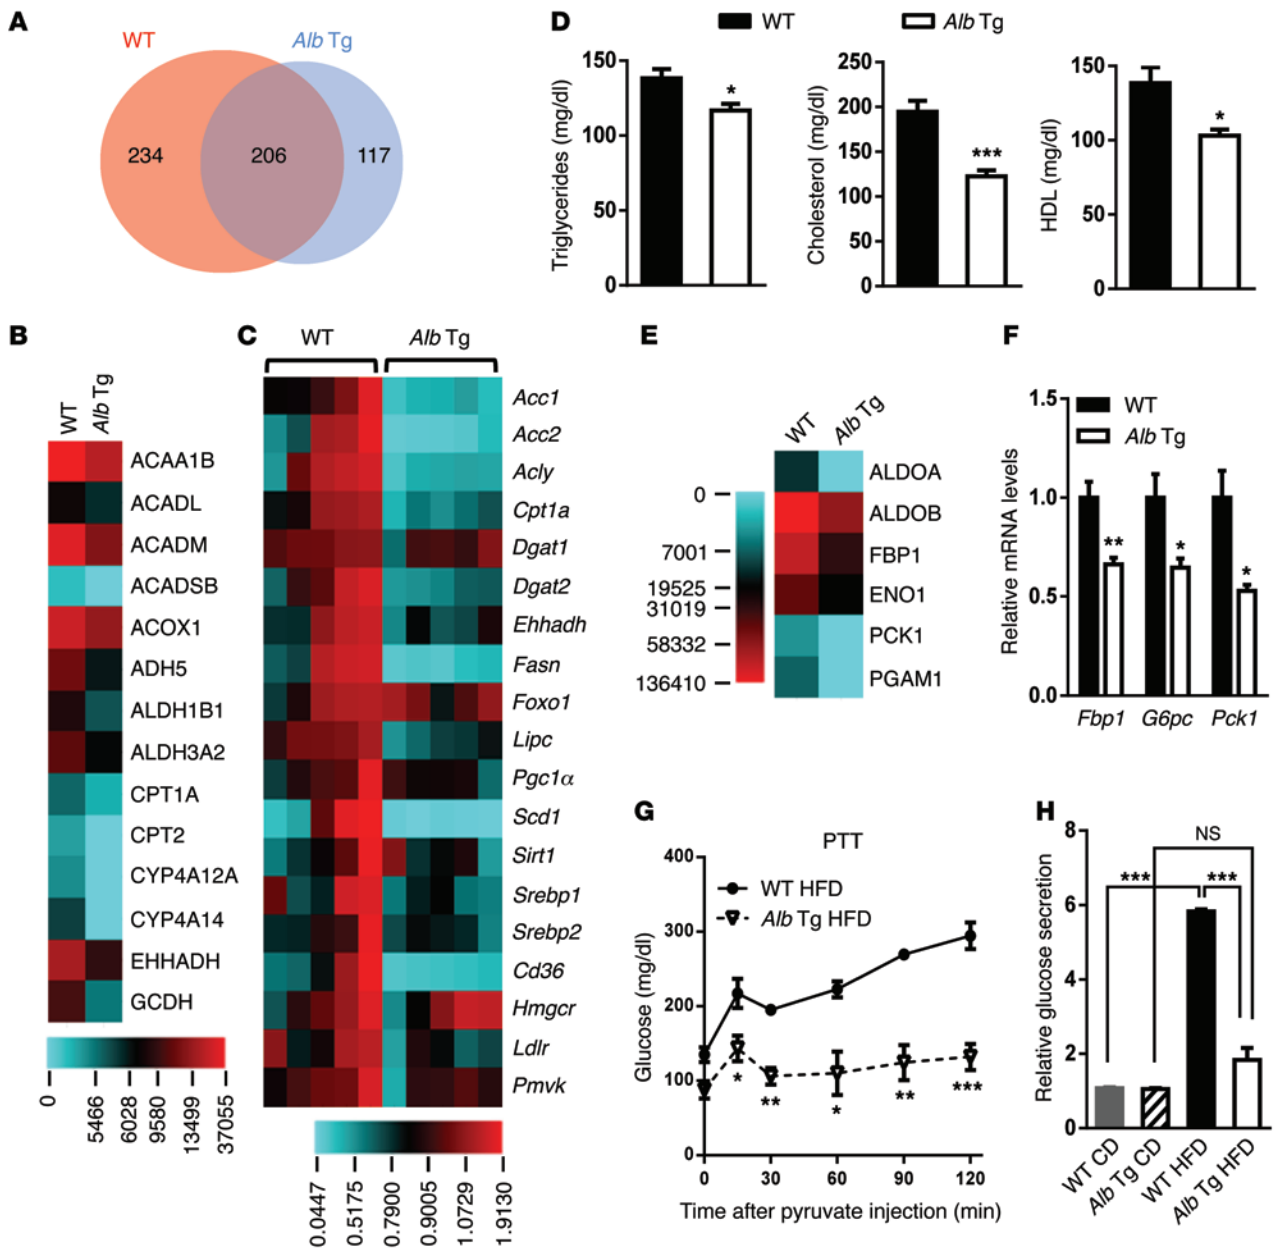 A
WT
Alb Tg
234
206
117
D
WT
Alb Tg
Triglycerides (mg/dl)
150
100
50
0
*
Cholesterol (mg/dl)
250
200
150
100
50
0
***
HDL (mg/dl)
150
100
50
0
*
B
WT
Alb Tg
ACAA1B
ACADL
ACADM
ACADSB
ACOX1
ADH5
ALDH1B1
ALDH3A2
CPT1A
CPT2
CYP4A12A
CYP4A14
EHHADH
GCDH
0
5466
6028
9580
13499
37055
C
WT
Alb Tg
Acc1
Acc2
Acly
Cpt1a
Dgat1
Dgat2
Ehhadh
Fasn
Foxo1
Lipc
Pgc1α
Scd1
Sirt1
Srebp1
Srebp2
Cd36
Hmgcr
Ldlr
Pmvk
0.0447
0.5175
0.7900
0.9005
1.0729
1.9130
E
WT
Alb Tg
0
7001
19525
31019
58332
136410
ALDOA
ALDOB
FBP1
ENO1
PCK1
PGAM1
F
WT
Alb Tg
Relative mRNA levels
1.5
1.0
0.5
0.0
**
*
*
Fbp1 G6pc Pck1
G
PTT
WT HFD
Alb Tg HFD
Glucose (mg/dl)
400
300
200
100
0
*
**
*
**
***
0 30 60 90 120
Time after pyruvate injection (min)
H
Relative glucose secretion
8
6
4
2
0
NS
*** ***
WT CD
Alb Tg CD
WT HFD
Alb Tg HFD